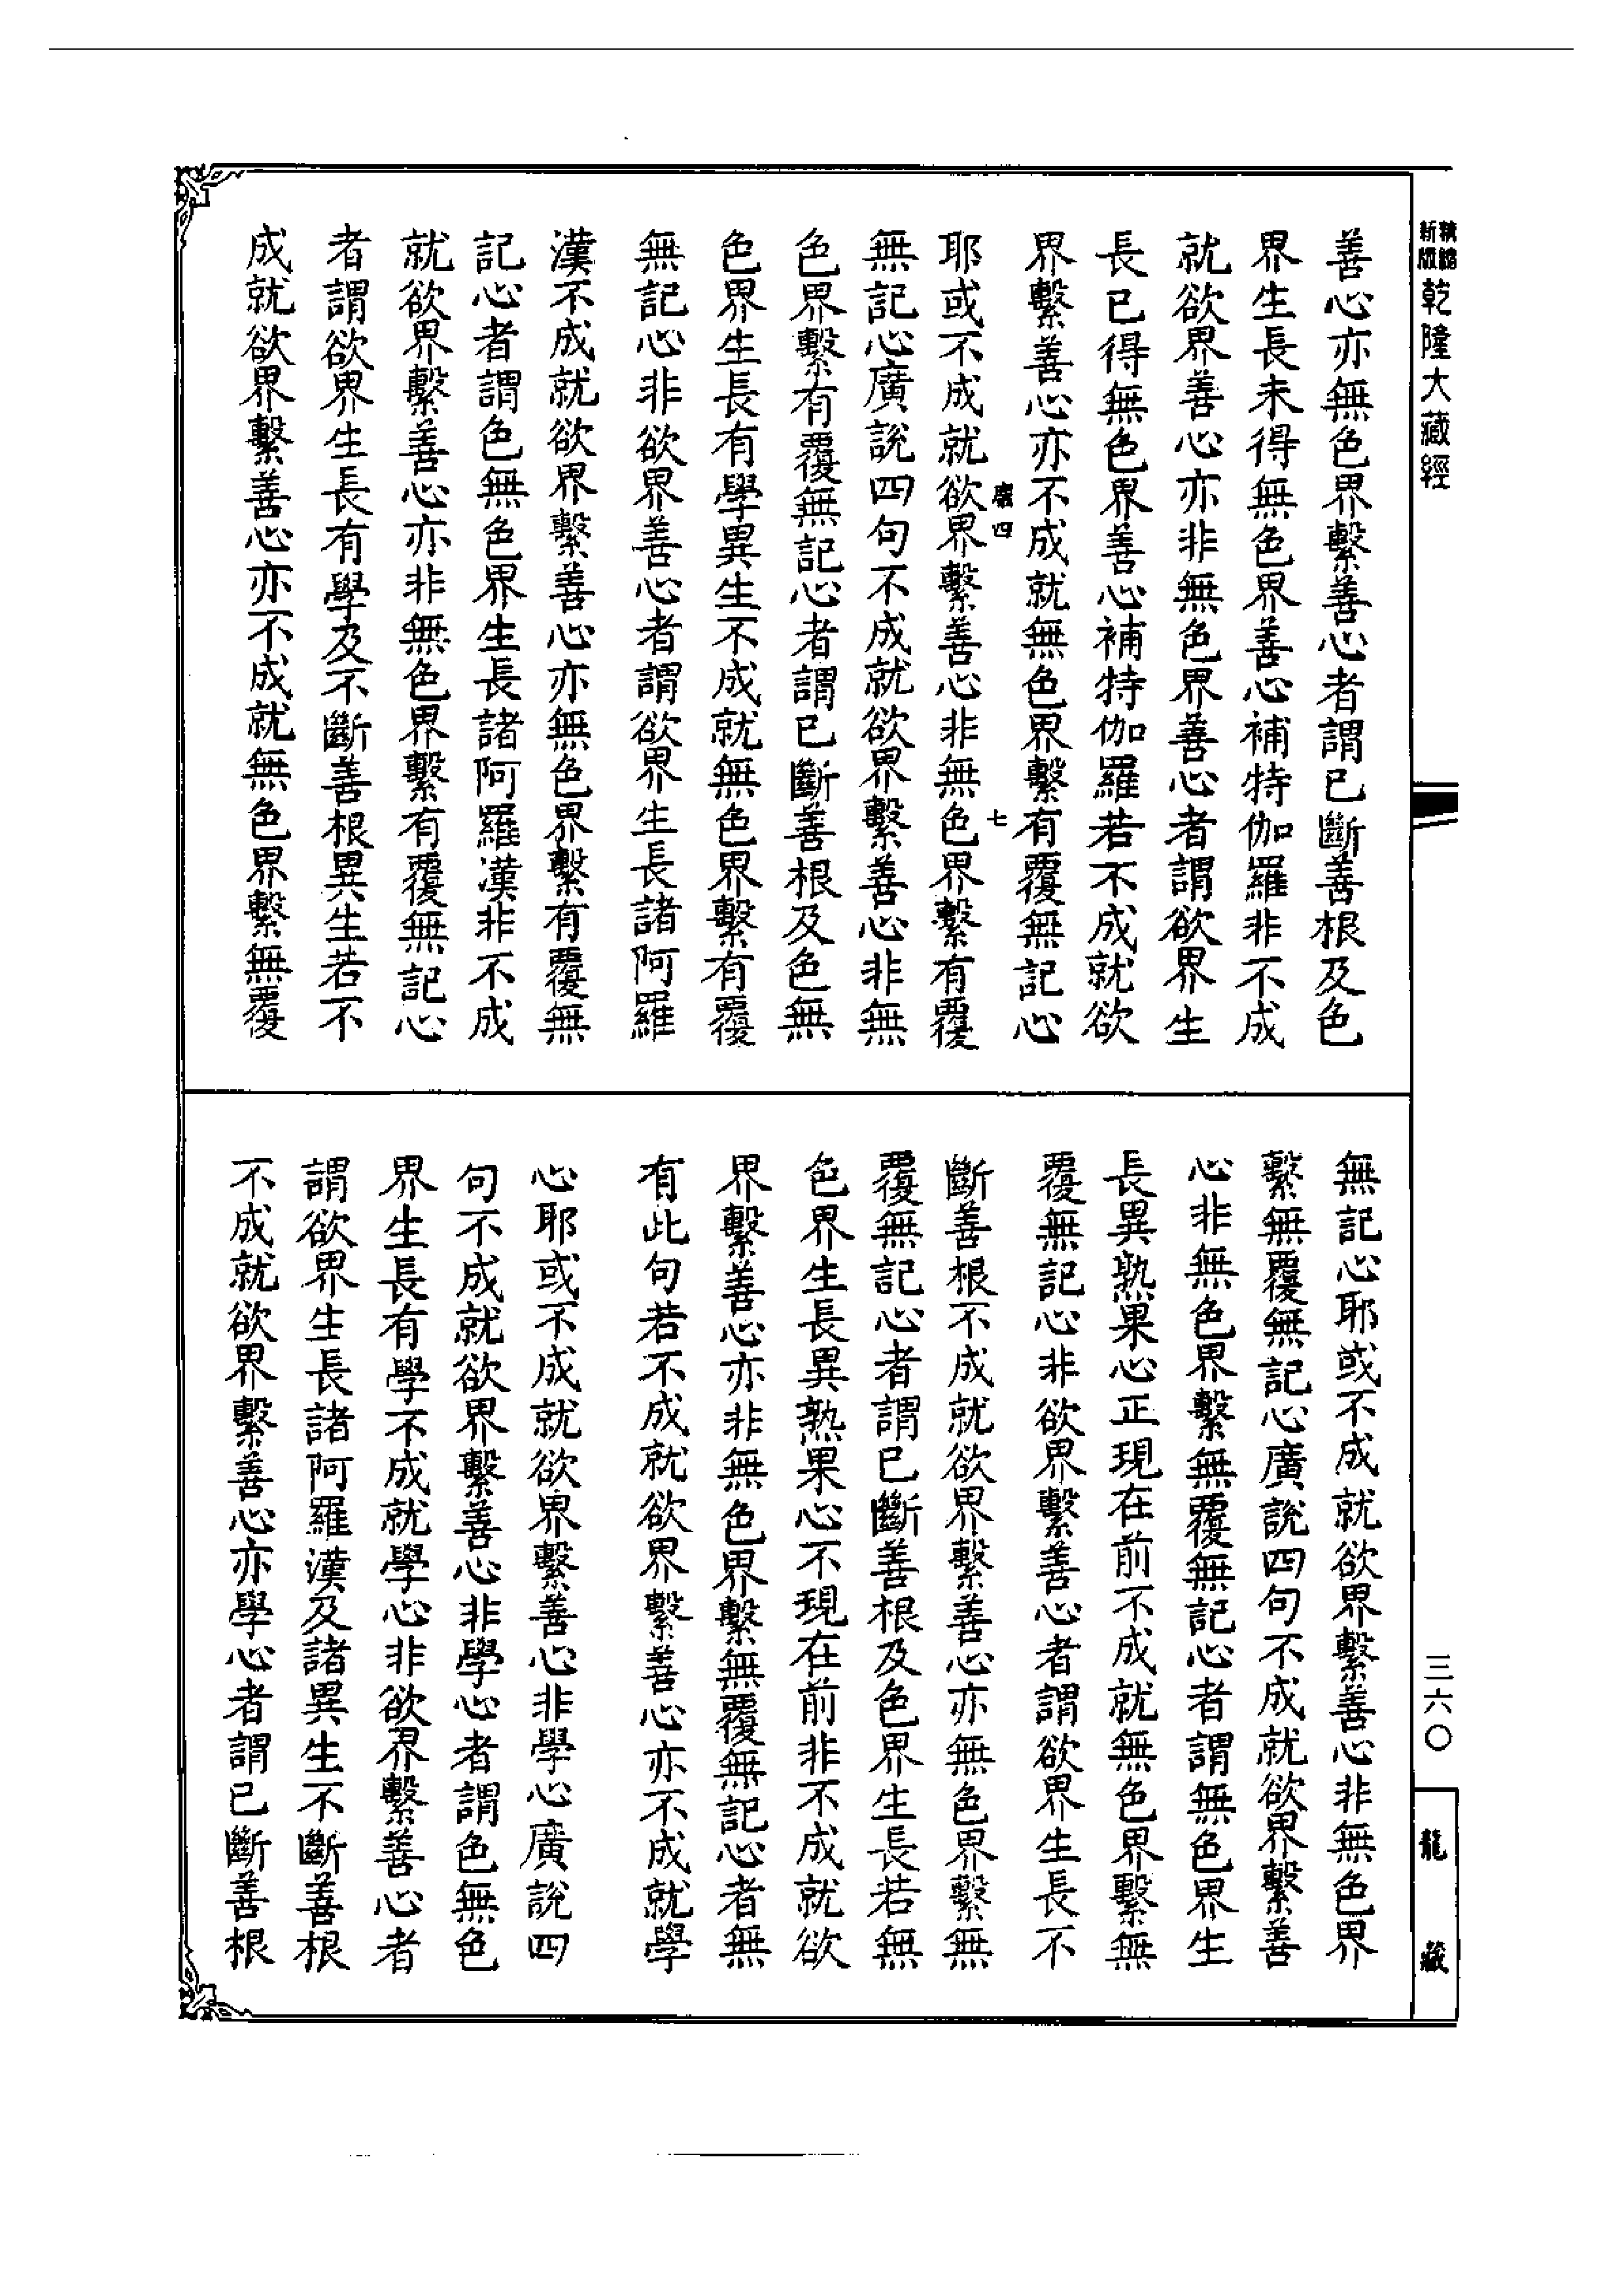 新版
乾隆大藏經
善心亦無色界繫善心者謂已斷善根及色
界生長未得無色界善心補特伽羅非不成
就欲界善心亦非無色界善心者謂欲界生
長已得無色界善心補特伽羅若不成就欲
界繫善心亦不成就無色界繫有覆無記心
四 七
耶或不成就欲界繫善心非無色界繫有覆
無記心廣說四句不成就欲界繫善心非無
色界繫有覆無記心者謂已斷善根及色無
色界生長有學異生不成就無色界繫有覆
無記心非欲界善心者謂欲界生長諸阿羅
漢不成就欲界繫善心亦無色界繫有覆無
記心者謂色無色界生長諸阿羅漢非不成
就欲界繫善心亦非無色界繫有覆無記心
者謂欲界生長有學及不斷善根異生若不
成就欲界繫善心亦不成就無色界繫無覆
無記心耶或不成就欲界繫善心非無色界
繫無覆無記心廣說四句不成就欲界繫善
心非無色界繫無覆無記心者謂無色界生
長異熟果心正現在前不成就無色界繫無
覆無記心非欲界繫善心者謂欲界生長不
斷善根不成就欲界繫善心亦無色界繫無
覆無記心者謂已斷善根及色界生長若無
色界生長異熟果心不現在前非不成就欲
界繫善心亦非無色界繫無覆無記心者無
有此句若不成就欲界繫善心亦不成就學
心耶或不成就欲界繫善心非學心廣說四
句不成就欲界繫善心非學心者謂色無色
界生長有學不成就學心非欲界繫善心者
謂欲界生長諸阿羅漢及諸異生不斷善根
不成就欲界繫善心亦學心者謂已斷善根
三六〇
龍藏